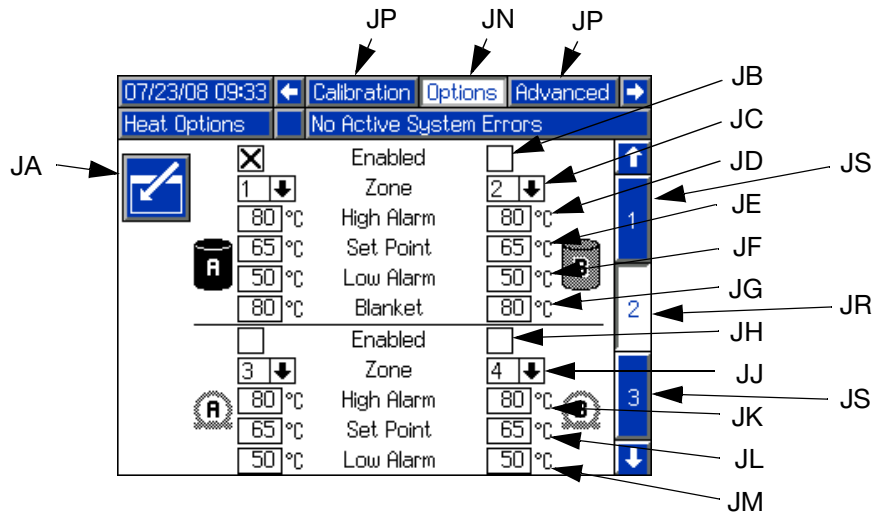 JP JN JP
07/23/08 09:33 Calibration Options Advanced
Heat Options No Active System Errors
JB
JC
JD
JE
JF
JG
JH
JJ
JK
JL
JM
JA
JS
JR
JS
Enabled
1 Zone 2
80 °C High Alarm 80 °C
A 65 °C Set Point 65 °C B
50 °C Low Alarm 50 °C
80 °C Blanket 80 °C
Enabled
3 Zone 4
A 80 °C High Alarm 80 °C B
65 °C Set Point 65 °C
50 °C Low Alarm 50 °C
1
2
3